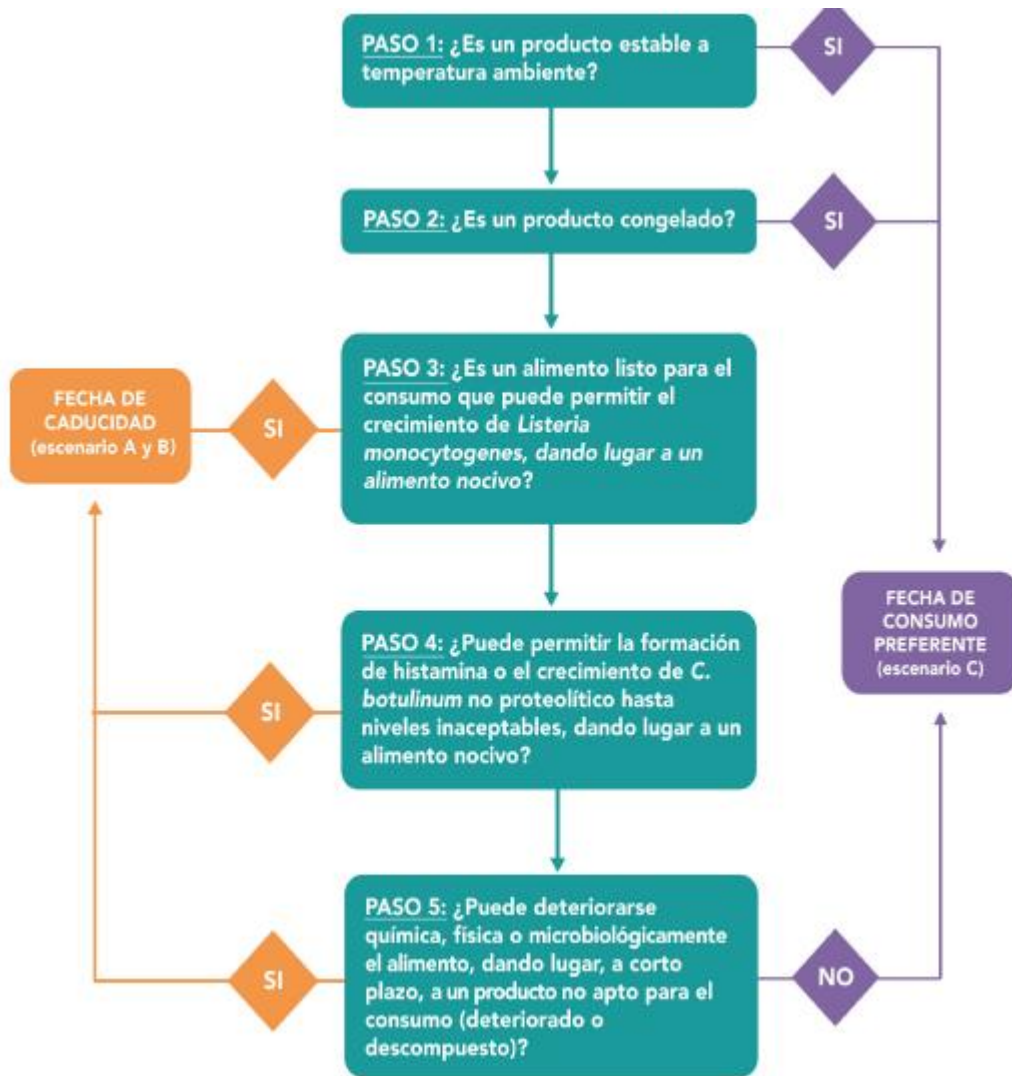 PASO 1: ¿Es un producto estable a
temperatura ambiente?
SI
PASO 2: ¿Es un producto congelado?
SI
PASO 3: ¿Es un alimento listo para el
consumo que puede permitir el
crecimiento de Listeria
monocytogenes, dando lugar a un
alimento nocivo?
SI
FECHA DE
CADUCIDAD
(escenario A y B)
PASO 4: ¿Puede permitir la formación
de histamina o el crecimiento de C.
botulinum no proteolítico hasta
niveles inaceptables, dando lugar a un
alimento nocivo?
SI
FECHA DE
CONSUMO
PREFERENTE
(escenario C)
PASO 5: ¿Puede deteriorarse
química, física o microbiológicamente
el alimento, dando lugar, a corto
plazo, a un producto no apto para el
consumo (deteriorado o
descompuesto)?
SI
NO